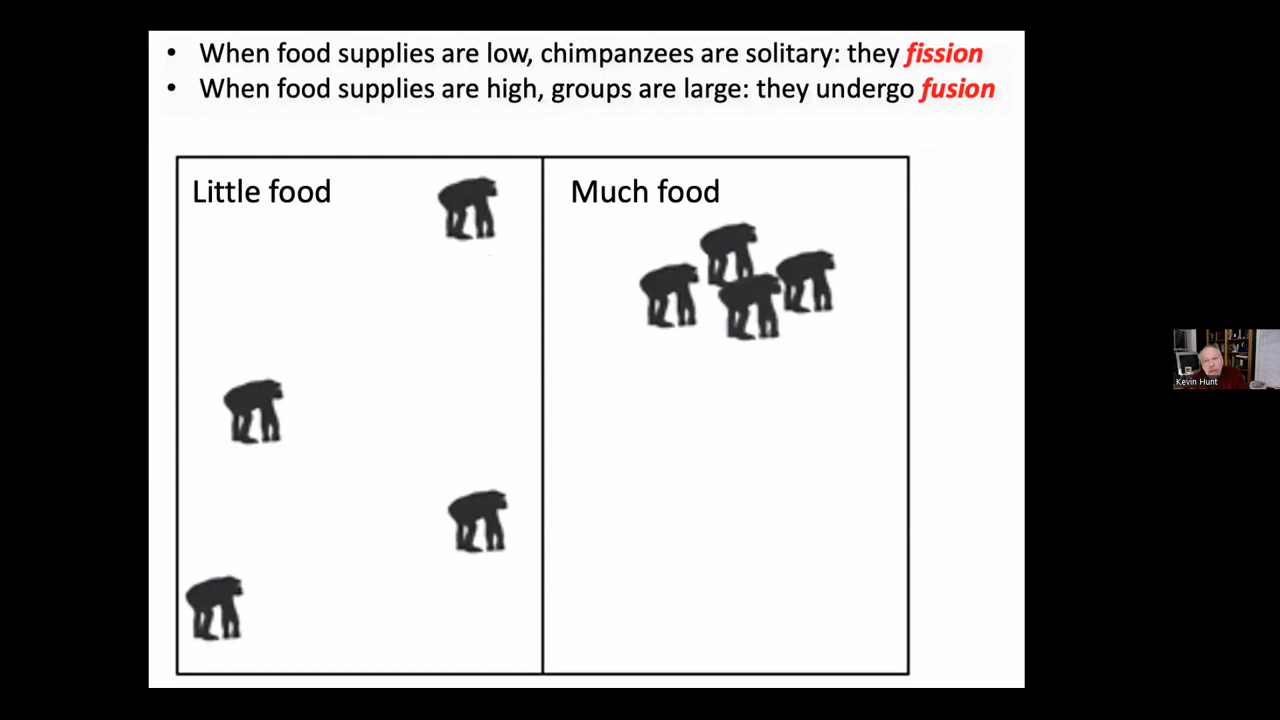 • When food supplies are low, chimpanzees are solitary: they fission
• When food supplies are high, groups are large: they undergo fusion
Little food
Much food
Kevin Hunt